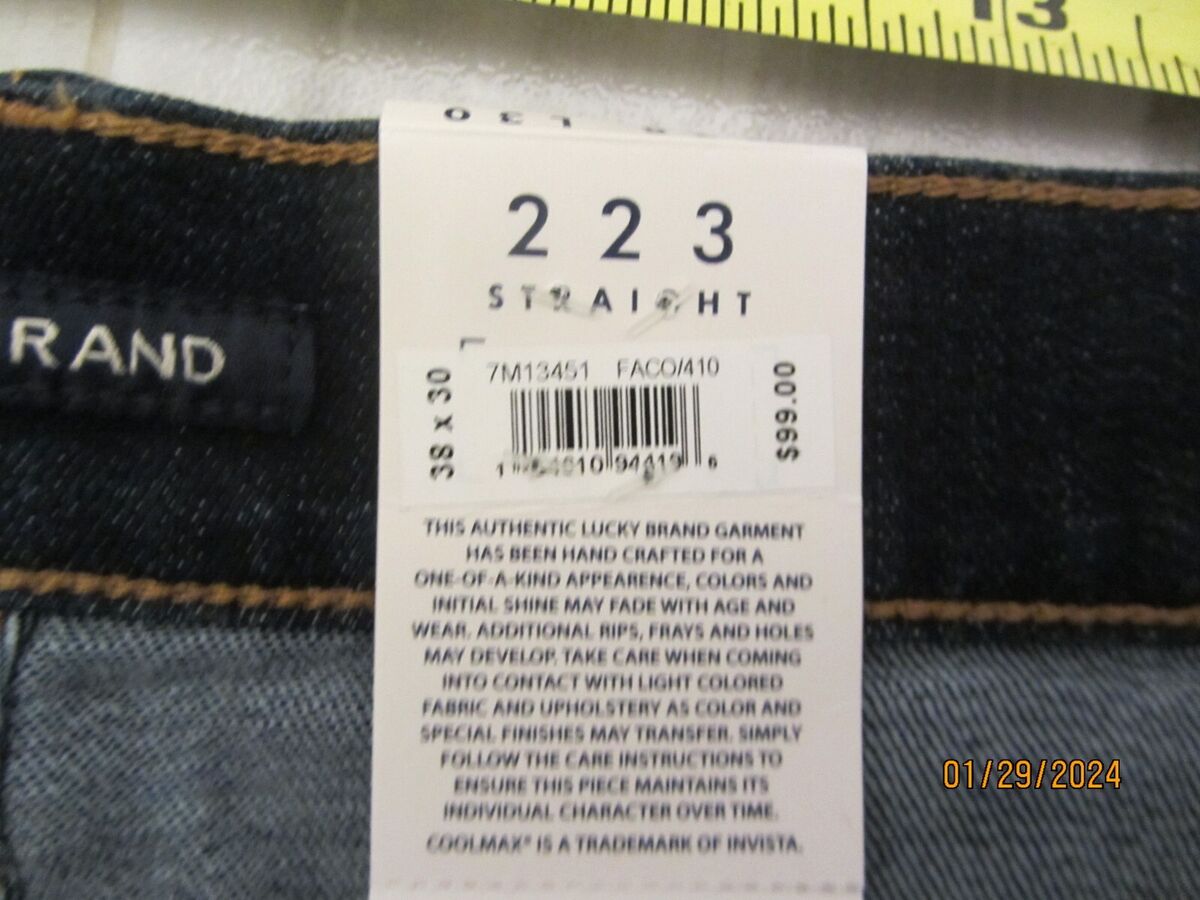 13
L30
223
STRAIGHT
RAND
7M13451 FACO/410
38 x 30
L
$99.00
94419 6
THIS AUTHENTIC LUCKY BRAND GARMENT
HAS BEEN HAND CRAFTED FOR A
ONE-OF-A-KIND APPEARENCE, COLORS AND
INITIAL SHINE MAY FADE WITH AGE AND
WEAR. ADDITIONAL RIPS, FRAYS AND HOLES
MAY DEVELOP. TAKE CARE WHEN COMING
INTO CONTACT WITH LIGHT COLORED
FABRIC AND UPHOLSTERY AS COLOR AND
SPECIAL FINISHES MAY TRANSFER. SIMPLY
FOLLOW THE CARE INSTRUCTIONS TO
ENSURE THIS PIECE MAINTAINS ITS
INDIVIDUAL CHARACTER OVER TIME.
COOLMAX® IS A TRADEMARK OF INVISTA.
01/29/2024